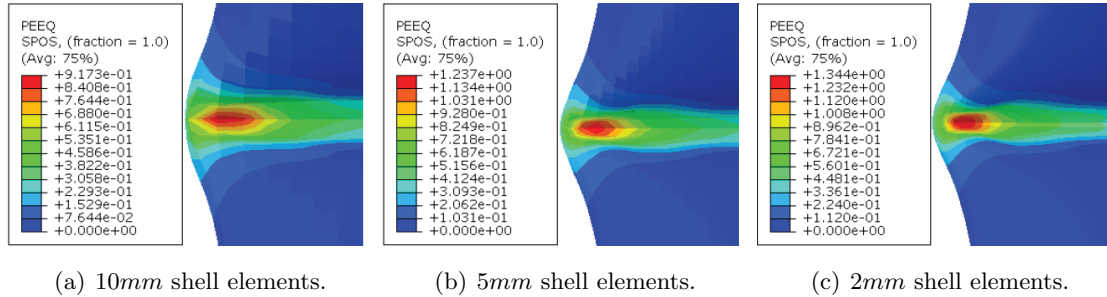 PEEQ
SPOS, (fraction = 1.0)
(Avg: 75%)
+9.173e-01
+8.408e-01
+7.644e-01
+6.880e-01
+6.115e-01
+5.351e-01
+4.586e-01
+3.822e-01
+3.058e-01
+2.293e-01
+1.529e-01
+7.644e-02
+0.000e+00
PEEQ
SPOS, (fraction = 1.0)
(Avg: 75%)
+1.237e+00
+1.134e+00
+1.031e+00
+9.280e-01
+8.249e-01
+7.218e-01
+6.187e-01
+5.156e-01
+4.124e-01
+3.093e-01
+2.062e-01
+1.031e-01
+0.000e+00
PEEQ
SPOS, (fraction = 1.0)
(Avg: 75%)
+1.344e+00
+1.232e+00
+1.120e+00
+1.008e+00
+8.962e-01
+7.841e-01
+6.721e-01
+5.601e-01
+4.481e-01
+3.361e-01
+2.240e-01
+1.120e-01
+0.000e+00
(a) 10mm shell elements.
(b) 5mm shell elements.
(c) 2mm shell elements.